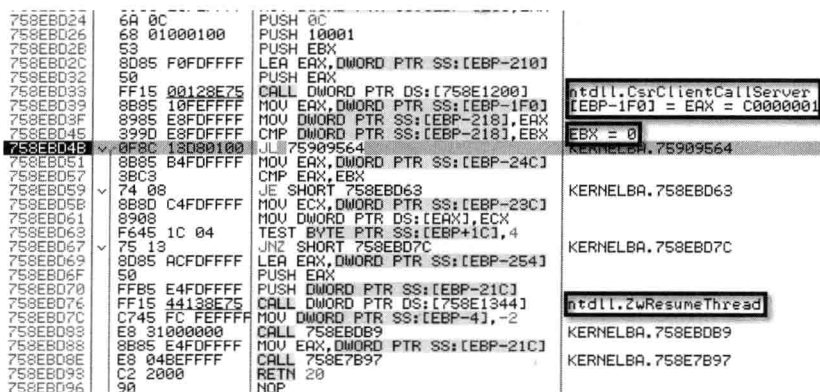 758EBD24 6A 0C PUSH 0C
758EBD26 68 01000100 PUSH 10001
758EBD2B 53 PUSH EBX
758EBD2C 8D85 F0FDFFFF LEA EAX,DWORD PTR SS:[EBP-210]
758EBD32 50 PUSH EAX
758EBD33 FF15 00128E75 CALL DWORD PTR DS:[758E1200] ntdll.CsrClientCallServer
758EBD39 8B85 10FEFFFF MOV EAX,DWORD PTR SS:[EBP-1F0] [EBP-1F0] = EAX = C0000001
758EBD3F 8985 E8FDFFFF MOV DWORD PTR SS:[EBP-218],EAX
758EBD45 399D E8FDFFFF CMP DWORD PTR SS:[EBP-218],EBX EBX = 0
758EBD4B 0F8C 13D80100 JL 75909564 KERNELBA.75909564
758EBD51 8B85 B4FDFFFF MOV EAX,DWORD PTR SS:[EBP-24C]
758EBD57 3BC3 CMP EAX,EBX
758EBD59 74 08 JE SHORT 758EBD63 KERNELBA.758EBD63
758EBD5B 8B8D C4FDFFFF MOV ECX,DWORD PTR SS:[EBP-23C]
758EBD61 8908 MOV DWORD PTR DS:[EAX],ECX
758EBD63 F645 1C 04 TEST BYTE PTR SS:[EBP+1C],4
758EBD67 75 13 JNZ SHORT 758EBD7C KERNELBA.758EBD7C
758EBD69 8D85 ACFDFFFF LEA EAX,DWORD PTR SS:[EBP-254]
758EBD6F 50 PUSH EAX
758EBD70 FFB5 E4FDFFFF PUSH DWORD PTR SS:[EBP-21C]
758EBD76 FF15 44138E75 CALL DWORD PTR DS:[758E1344] ntdll.ZwResumeThread
758EBD7C C745 FC FEFFFF MOV DWORD PTR SS:[EBP-4],-2
758EBD83 E8 31000000 CALL 758EBDB9 KERNELBA.758EBDB9
758EBD88 8B85 E4FDFFFF MOV EAX,DWORD PTR SS:[EBP-21C]
758EBD8E E8 04BEFFFF CALL 758E7B97 KERNELBA.758E7B97
758EBD93 C2 2000 RETN 20
758EBD96 90 NOP